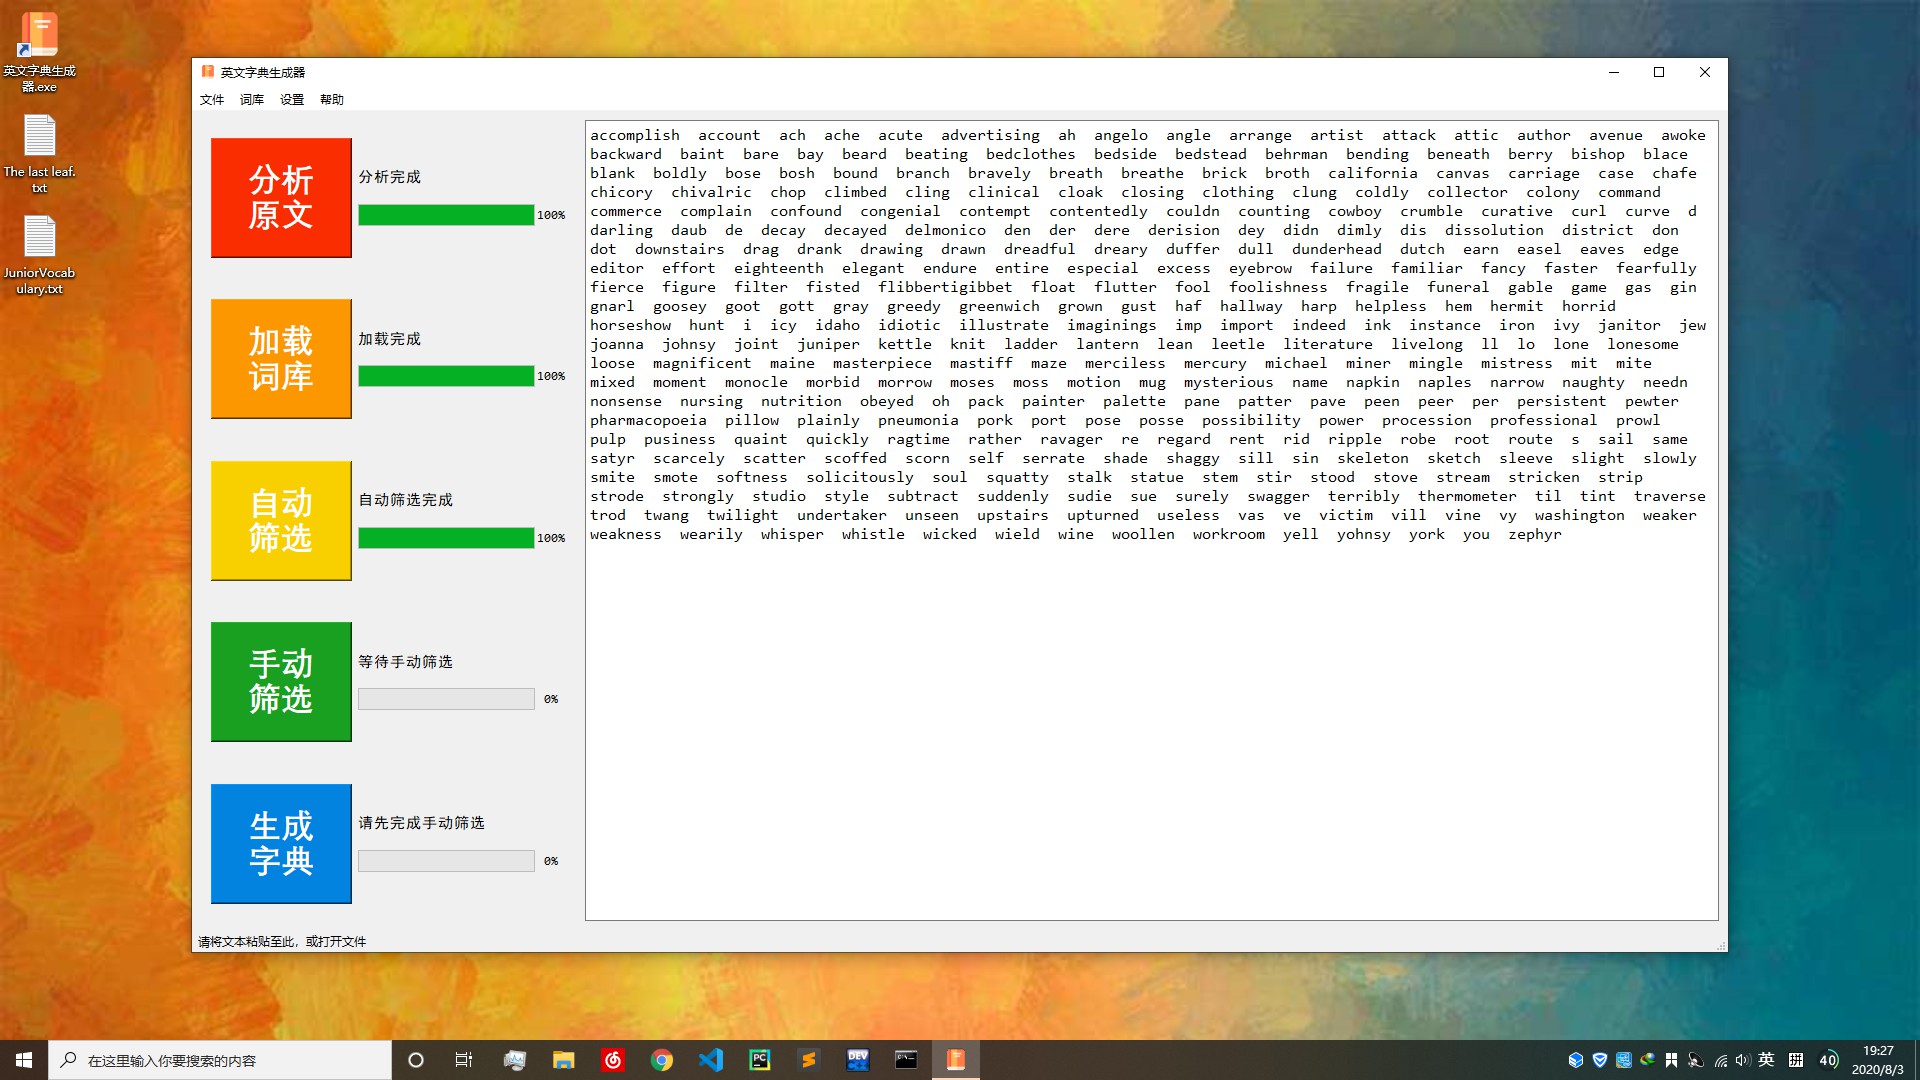 英文字典生成
器.exe
The last leaf.
txt
JuniorVocab
ulary.txt
英文字典生成器
文件 词库 设置 帮助
分析
原文
分析完成
100%
加载
词库
加载完成
100%
自动
筛选
自动筛选完成
100%
手动
筛选
等待手动筛选
0%
生成
字典
请先完成手动筛选
0%
accomplish account ach ache acute advertising ah angelo angle arrange artist attack attic author avenue awoke
backward baint bare bay beard beating bedclothes bedside bedstead behrman bending beneath berry bishop blace
blank boldly bose bosh bound branch bravely breath breathe brick broth california canvas carriage case chafe
chicory chivalric chop climbed cling clinical cloak closing clothing clung coldly collector colony command
commerce complain confound congenial contempt contentedly couldn counting cowboy crumble curative curl curve d
darling daub de decay decayed delmonico den der dere derision dey didn dimly dis dissolution district don
dot downstairs drag drank drawing drawn dreadful dreary duffer dull dunderhead dutch earn easel eaves edge
editor effort eighteenth elegant endure entire especial excess eyebrow failure familiar fancy faster fearfully
fierce figure filter fisted flibbertigibbet float flutter fool foolishness fragile funeral gable game gas gin
gnarl goosey goot gott gray greedy greenwich grown gust haf hallway harp helpless hem hermit horrid
horseshow hunt i icy idaho idiotic illustrate imaginings imp import indeed ink instance iron ivy janitor jew
joanna johnsy joint juniper kettle knit ladder lantern lean leetle literature livelong ll lo lone lonesome
loose magnificent maine masterpiece mastiff maze merciless mercury michael miner mingle mistress mit mite
mixed moment monocle morbid morrow moses moss motion mug mysterious name napkin naples narrow naughty needn
nonsense nursing nutrition obeyed oh pack painter palette pane patter pave peen peer per persistent pewter
pharmacopoeia pillow plainly pneumonia pork port pose posse possibility power procession professional prowl
pulp pusiness quaint quickly ragtime rather ravager re regard rent rid ripple robe root route s sail same
satyr scarcely scatter scoffed scorn self serrate shade shaggy sill sin skeleton sketch sleeve slight slowly
smite smote softness solicitously soul squatty stalk statue stem stir stood stove stream stricken strip
strode strongly studio style subtract suddenly sudie sue surely swagger terribly thermometer til tint traverse
trod twang twilight undertaker unseen upstairs upturned useless vas ve victim vill vine vy washington weaker
weakness wearily whisper whistle wicked wield wine woollen workroom yell yohnsy york you zephyr
请将文本粘贴至此，或打开文件
在这里输入你要搜索的内容
PC
DEV
英
拼
40
19:27
2020/8/3